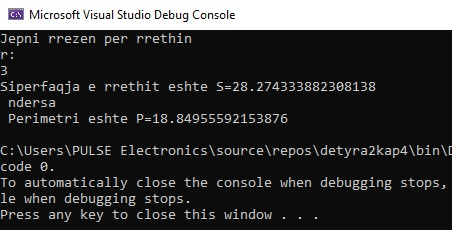 Microsoft Visual Studio Debug Console
Jepni rrezen per rrethin
r:
3
Siperfaqja e rrethit eshte S=28.274333882308138
ndersa
Perimetri eshte P=18.84955592153876
C:\Users\PULSE Electronics\source\repos\detyra2kap4\bin\D
code 0.
To automatically close the console when debugging stops,
le when debugging stops.
Press any key to close this window . . .